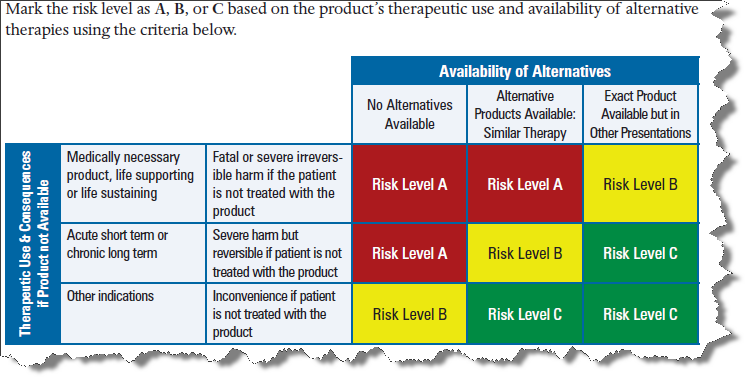 Mark the risk level as A, B, or C based on the product's therapeutic use and availability of alternative
therapies using the criteria below.
Availability of Alternatives
No Alternatives
Available
Alternative
Products Available:
Similar Therapy
Exact Product
Available but in
Other Presentations
Therapeutic Use & Consequences
if Product not Available
Medically necessary
product, life supporting
or life sustaining
Fatal or severe irrevers-
ible harm if the patient
is not treated with the
product
Risk Level A
Risk Level A
Risk Level B
Acute short term or
chronic long term
Severe harm but
reversible if patient is not
treated with the product
Risk Level A
Risk Level B
Risk Level C
Other indications
Inconvenience if patient
is not treated with the
product
Risk Level B
Risk Level C
Risk Level C